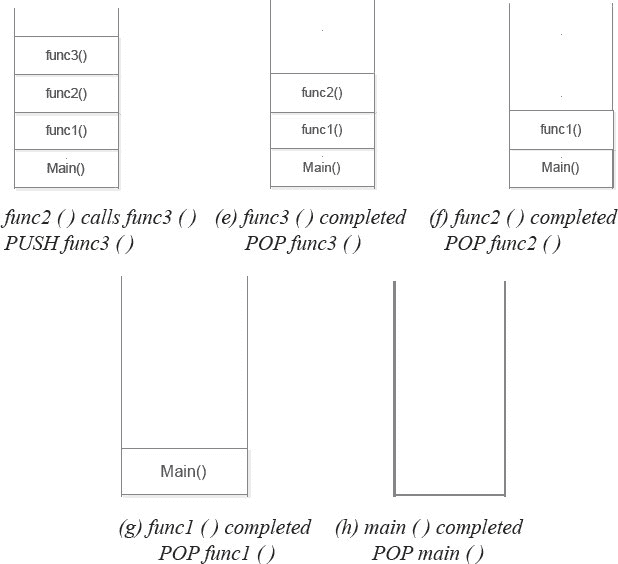 func3()
func2()
func1()
Main()
func2()
func1()
Main()
func1()
Main()
func2 ( ) calls func3 ( )
PUSH func3 ( )
(e) func3 ( ) completed
POP func3 ( )
(f) func2 ( ) completed
POP func2 ( )
Main()
(g) func1 ( ) completed
POP func1 ( )
(h) main ( ) completed
POP main ( )